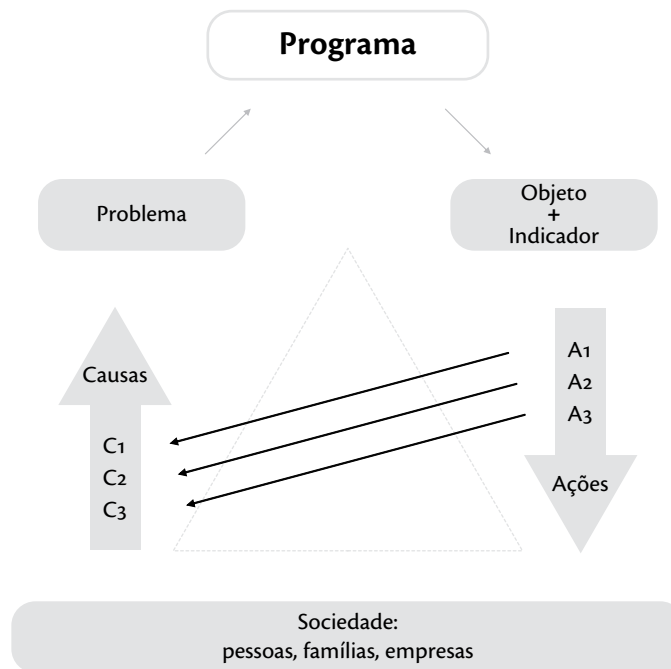 Programa
Problema
Objeto
+
Indicador
Causas
C1
C2
C3
A1
A2
A3
Ações
Sociedade:
pessoas, famílias, empresas